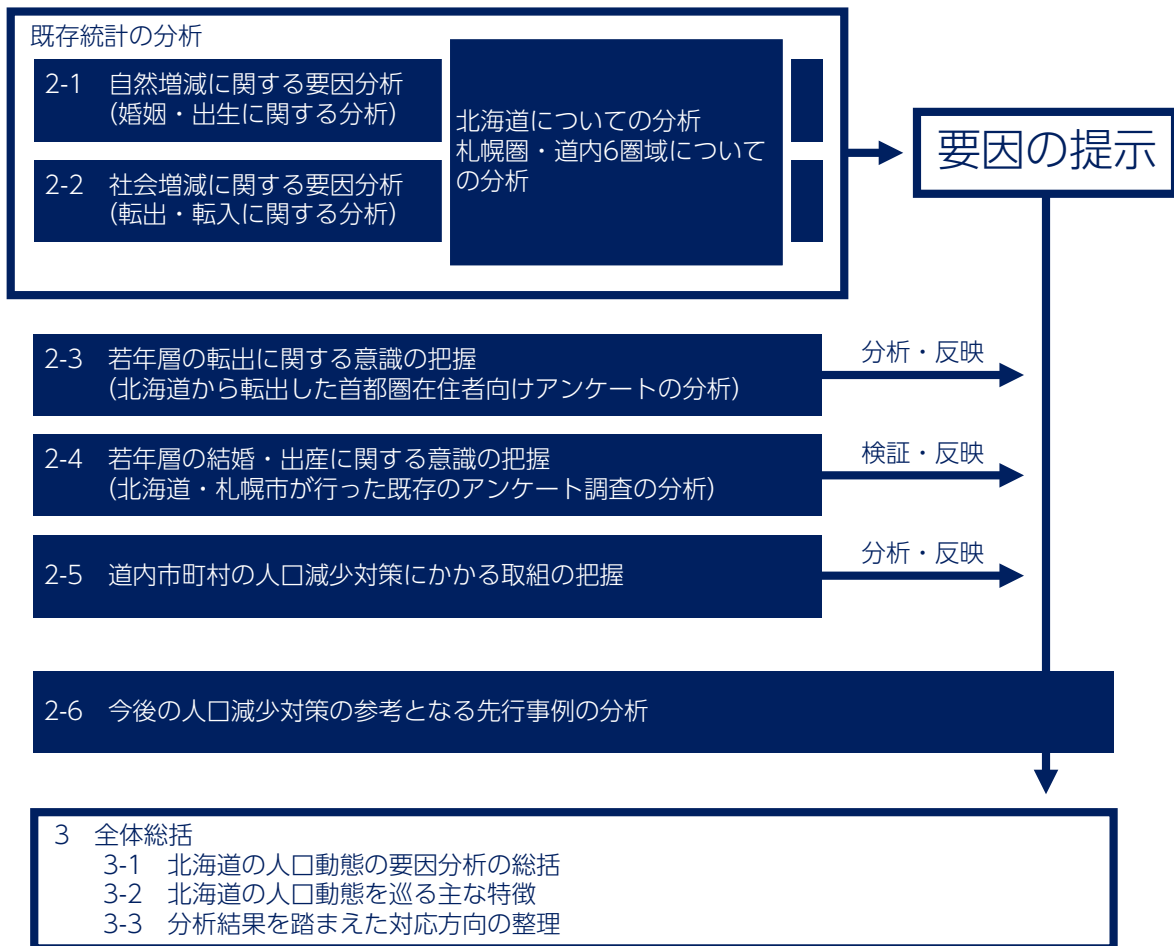 既存統計の分析
2-1 自然増減に関する要因分析
(婚姻・出生に関する分析)
2-2 社会増減に関する要因分析
(転出・転入に関する分析)
北海道についての分析
札幌圏・道内6圏域について
の分析
要因の提示
2-3 若年層の転出に関する意識の把握
(北海道から転出した首都圏在住者向けアンケートの分析)
分析・反映
2-4 若年層の結婚・出産に関する意識の把握
(北海道・札幌市が行った既存のアンケート調査の分析)
検証・反映
2-5 道内市町村の人口減少対策にかかる取組の把握
分析・反映
2-6 今後の人口減少対策の参考となる先行事例の分析
3 全体総括
3-1 北海道の人口動態の要因分析の総括
3-2 北海道の人口動態を巡る主な特徴
3-3 分析結果を踏まえた対応方向の整理